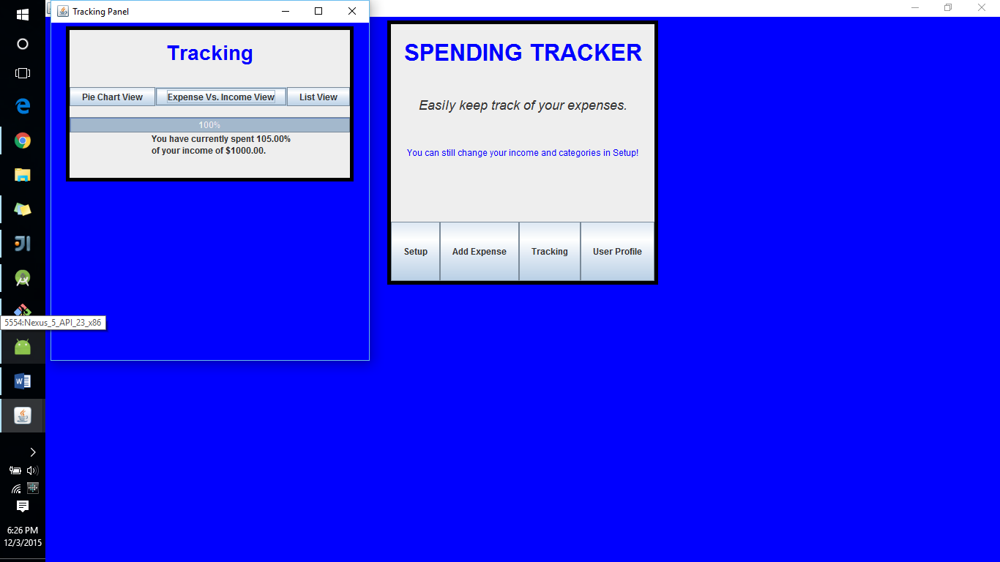 Tracking Panel
Tracking
Pie Chart View
Expense Vs. Income View
List View
100%
You have currently spent 105.00%
of your income of $1000.00.
SPENDING TRACKER
Easily keep track of your expenses.
You can still change your income and categories in Setup!
Setup
Add Expense
Tracking
User Profile
5554:Nexus_5_API_23_x86
6:26 PM
12/3/2015